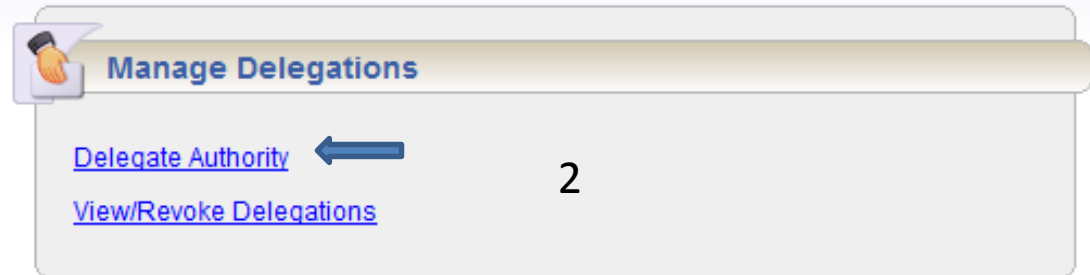 Manage Delegations
Delegate Authority
2
View/Revoke Delegations